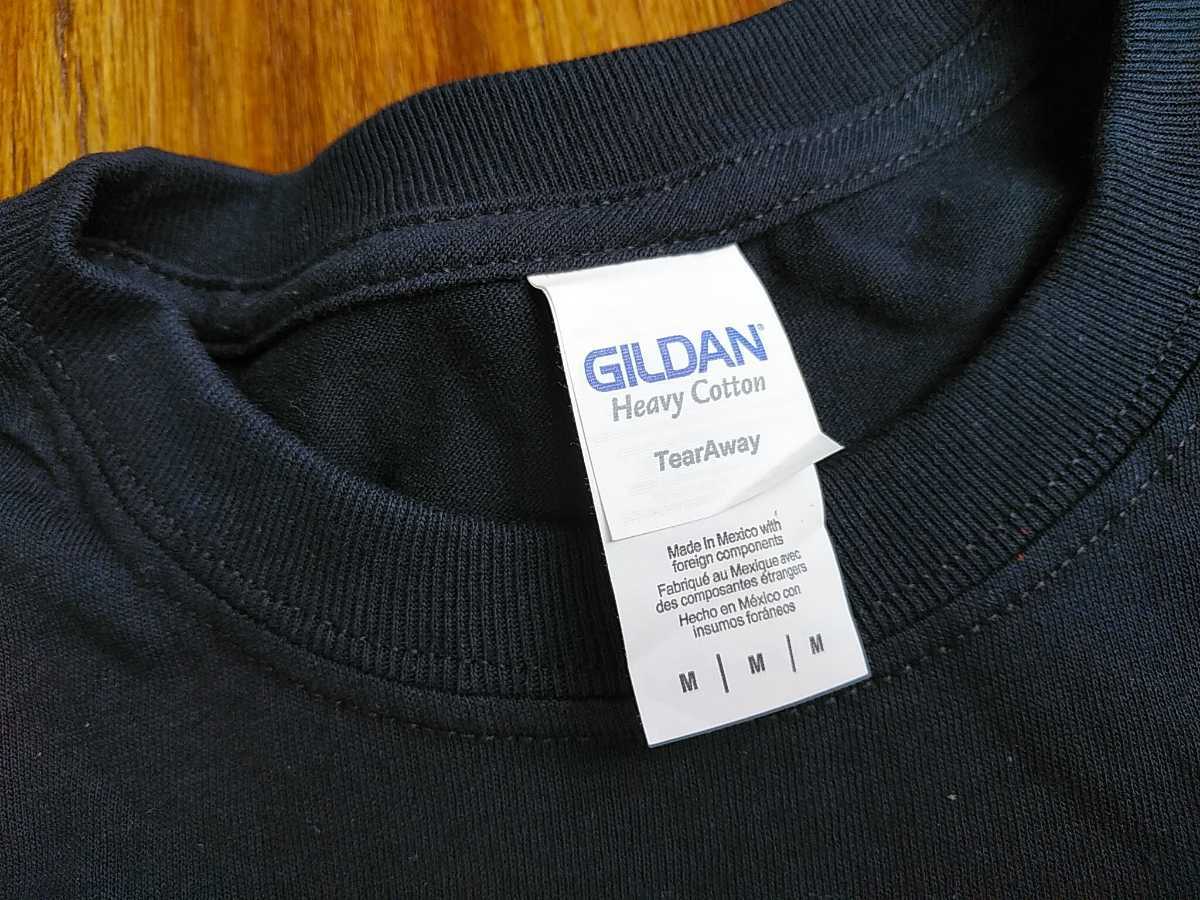 GILDAN®
Heavy Cotton
TearAway
Made in Mexico with
foreign components
Fabriqué au Mexique avec
des composantes étrangers
Hecho en México con
insumos foráneos
M | M | M